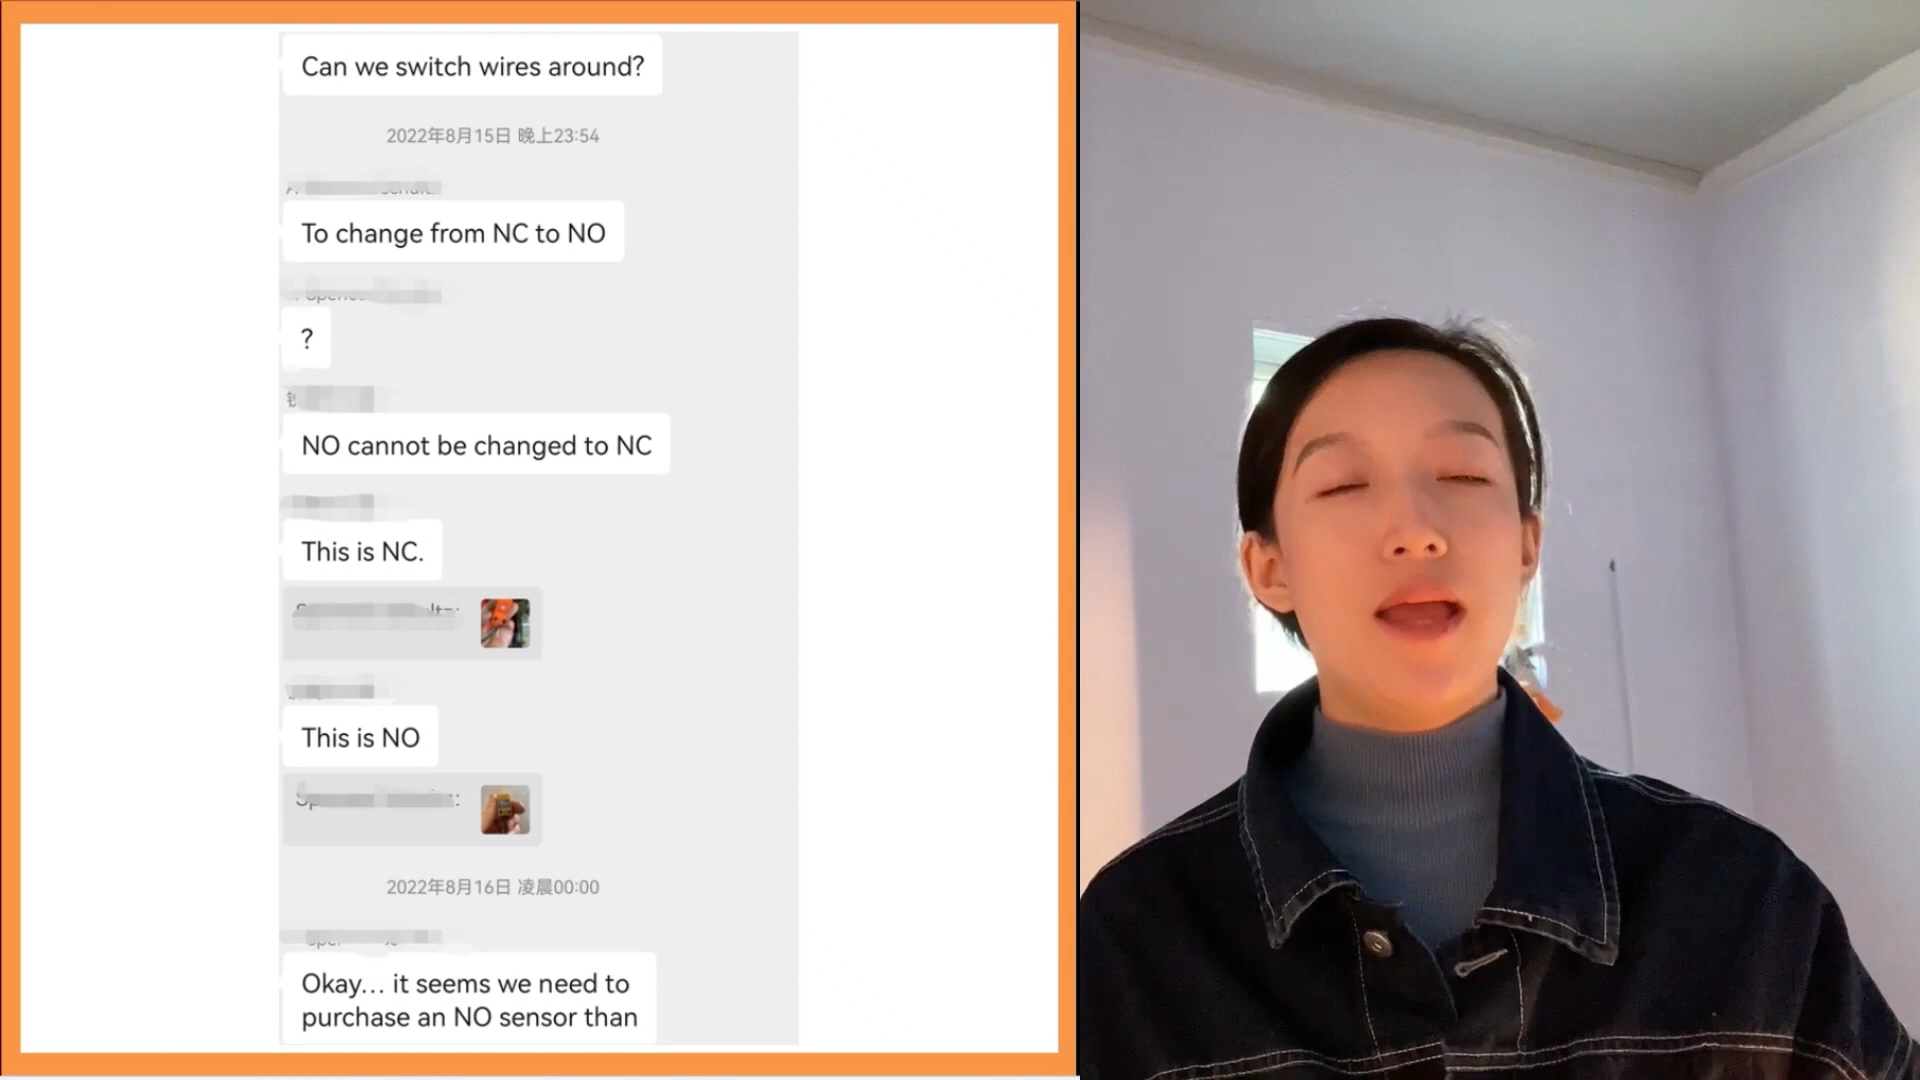 Can we switch wires around?
2022年8月15日 晚上23:54
To change from NC to NO
?
NO cannot be changed to NC
This is NC.
This is NO
2022年8月16日 凌晨00:00
Okay... it seems we need to
purchase an NO sensor than